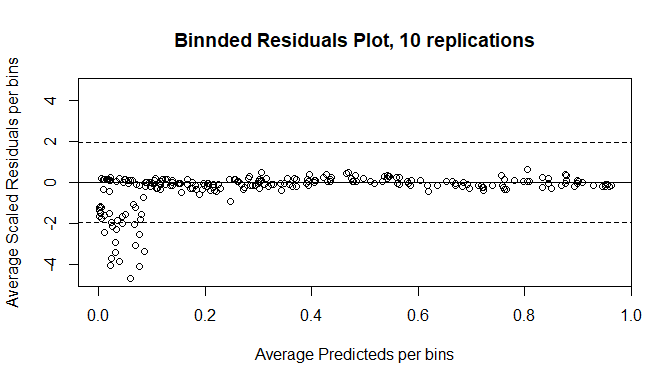 Binnded Residuals Plot, 10 replications
Average Scaled Residuals per bins
4
2
0
-2
-4
0.0 0.2 0.4 0.6 0.8 1.0
Average Predicteds per bins